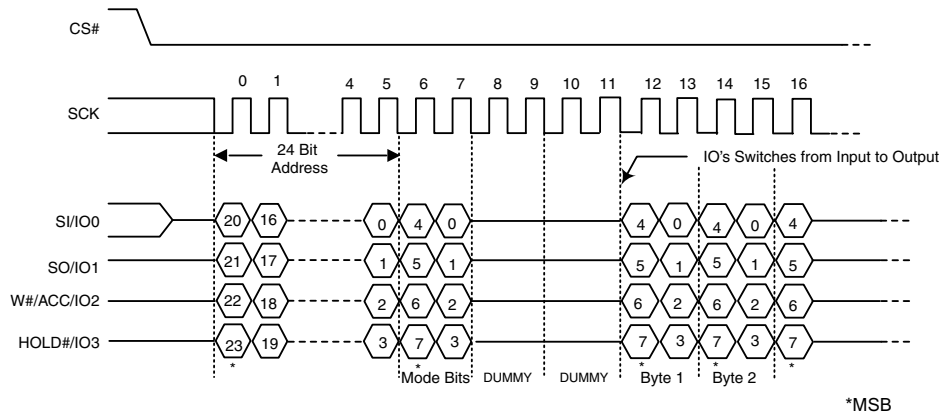 CS#
0 1 4 5 6 7 8 9 10 11 12 13 14 15 16
SCK
24 Bit
Address
IO's Switches from Input to Output
SI/IO0 20 16 0 4 0 4 0 4 0 4
SO/IO1 21 17 1 5 1 5 1 5 1 5
W#/ACC/IO2 22 18 2 6 2 6 2 6 2 6
HOLD#/IO3 23 19 3 7 3 7 3 7 3 7
* * * * *
Mode Bits DUMMY DUMMY Byte 1 Byte 2
*MSB